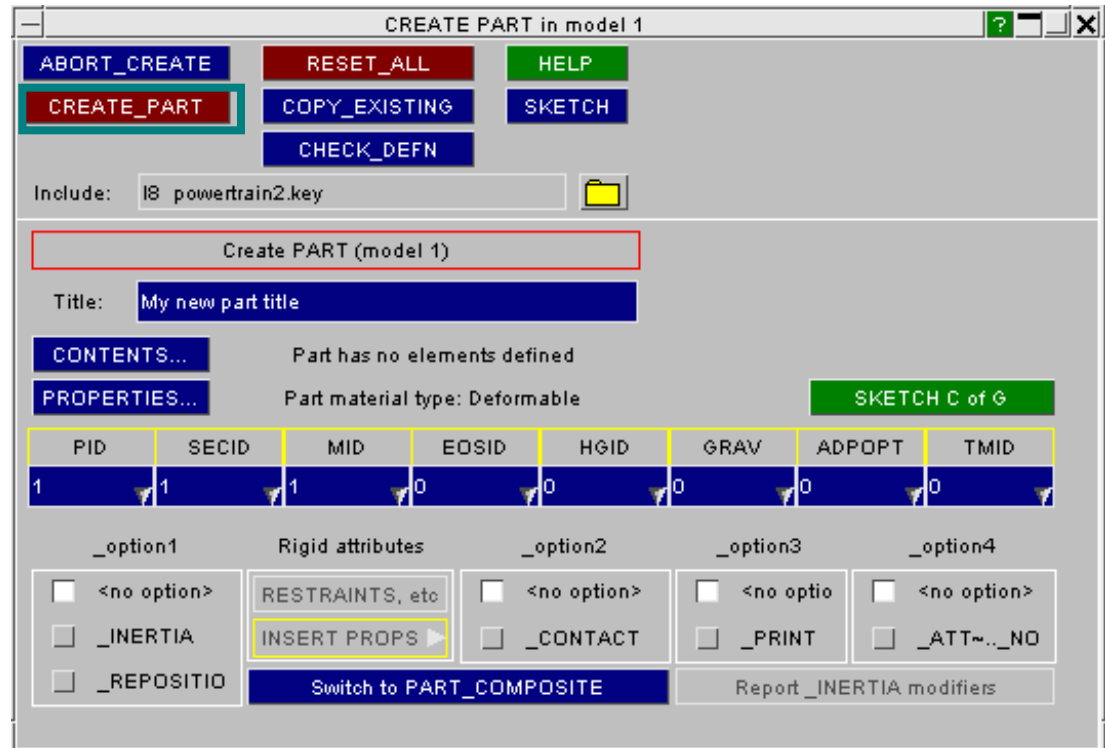 CREATE PART in model 1 ?
ABORT_CREATE RESET_ALL HELP
CREATE_PART COPY_EXISTING SKETCH
CHECK_DEFN
Include: I8 powertrain2.key
Create PART (model 1)
Title: My new part title
CONTENTS... Part has no elements defined
PROPERTIES... Part material type: Deformable SKETCH C of G
PID SECID MID EOSID HGID GRAV ADPOPT TMID
1 1 1 0 0 0 0 0
_option1 Rigid attributes _option2 _option3 _option4
<no option> RESTRAINTS, etc <no option> <no optio <no option>
_INERTIA INSERT PROPS _CONTACT _PRINT _ATT~.._NO
_REPOSITIO Switch to PART_COMPOSITE Report _INERTIA modifiers